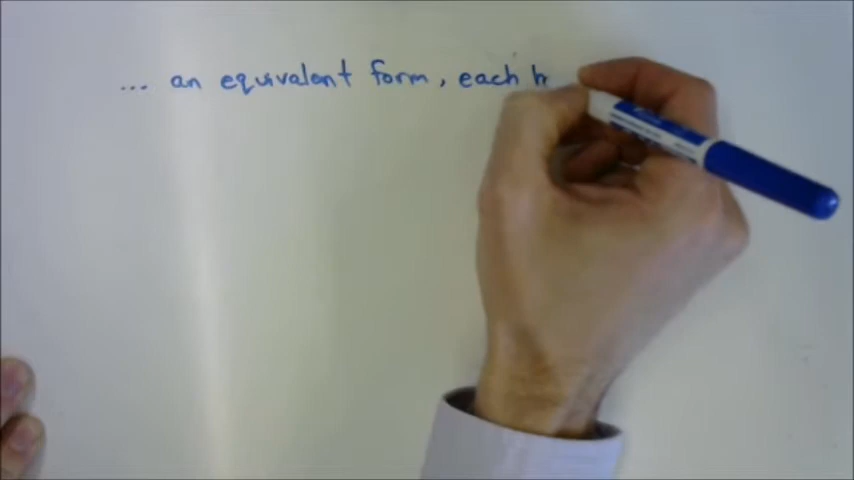 ... an equivalent form, each h